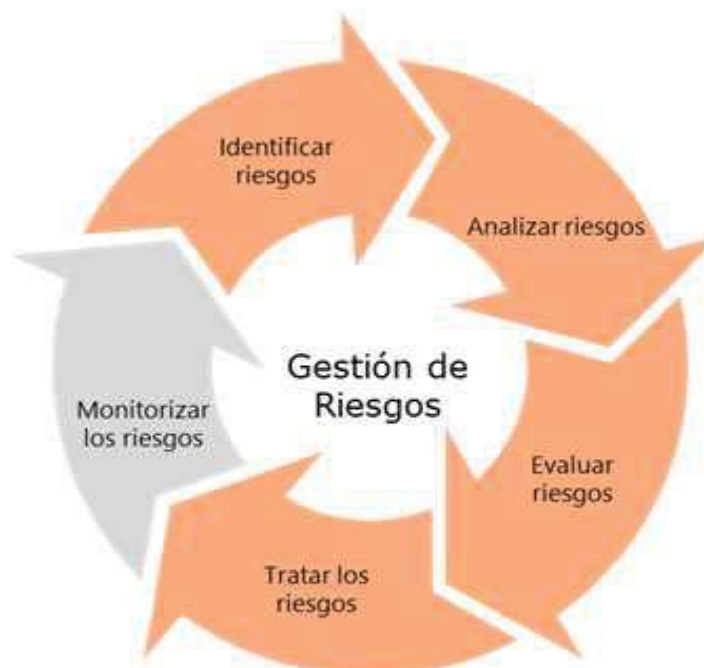 Identificar
riesgos
Analizar riesgos
Gestión de
Riesgos
Monitorizar
los riesgos
Evaluar
riesgos
Tratar los
riesgos